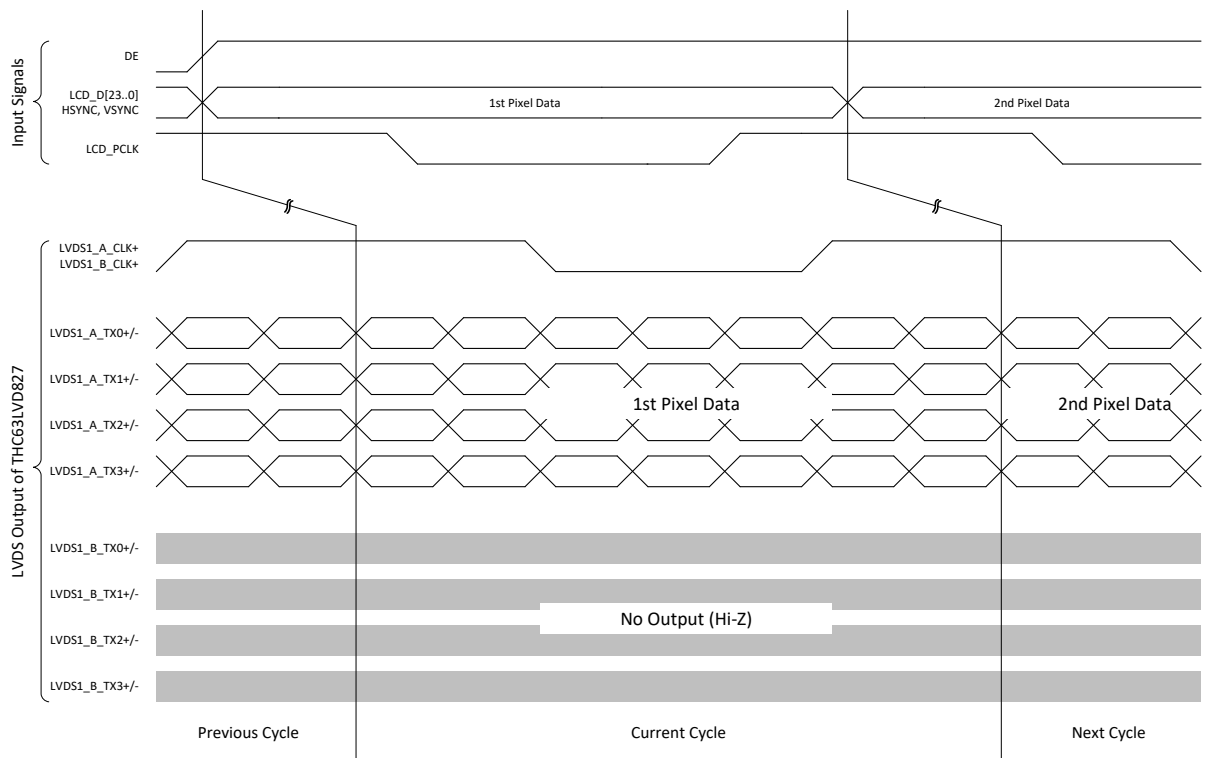 Input Signals
DE
LCD_D[23..0]
HSYNC, VSYNC
1st Pixel Data
2nd Pixel Data
LCD_PCLK
LVDS Output of THC63LVD827
LVDS1_A_CLK+
LVDS1_B_CLK+
LVDS1_A_TX0+/-
LVDS1_A_TX1+/-
1st Pixel Data
2nd Pixel Data
LVDS1_A_TX2+/-
LVDS1_A_TX3+/-
LVDS1_B_TX0+/-
LVDS1_B_TX1+/-
No Output (Hi-Z)
LVDS1_B_TX2+/-
LVDS1_B_TX3+/-
Previous Cycle
Current Cycle
Next Cycle